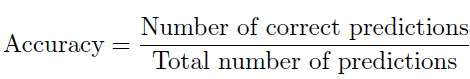 Accuracy = Number of correct predictions
Total number of predictions